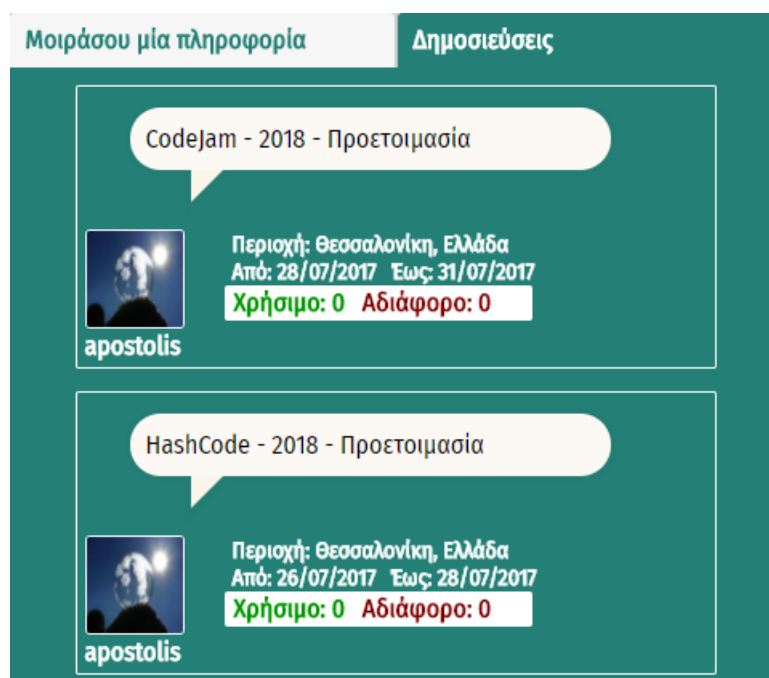 Μοιράσου μία πληροφορία
Δημοσιεύσεις
CodeJam - 2018 - Προετοιμασία
Περιοχή: Θεσσαλονίκη, Ελλάδα
Από: 28/07/2017 Έως: 31/07/2017
Χρήσιμο: 0 Αδιάφορο: 0
apostolis
HashCode - 2018 - Προετοιμασία
Περιοχή: Θεσσαλονίκη, Ελλάδα
Από: 26/07/2017 Έως: 28/07/2017
Χρήσιμο: 0 Αδιάφορο: 0
apostolis